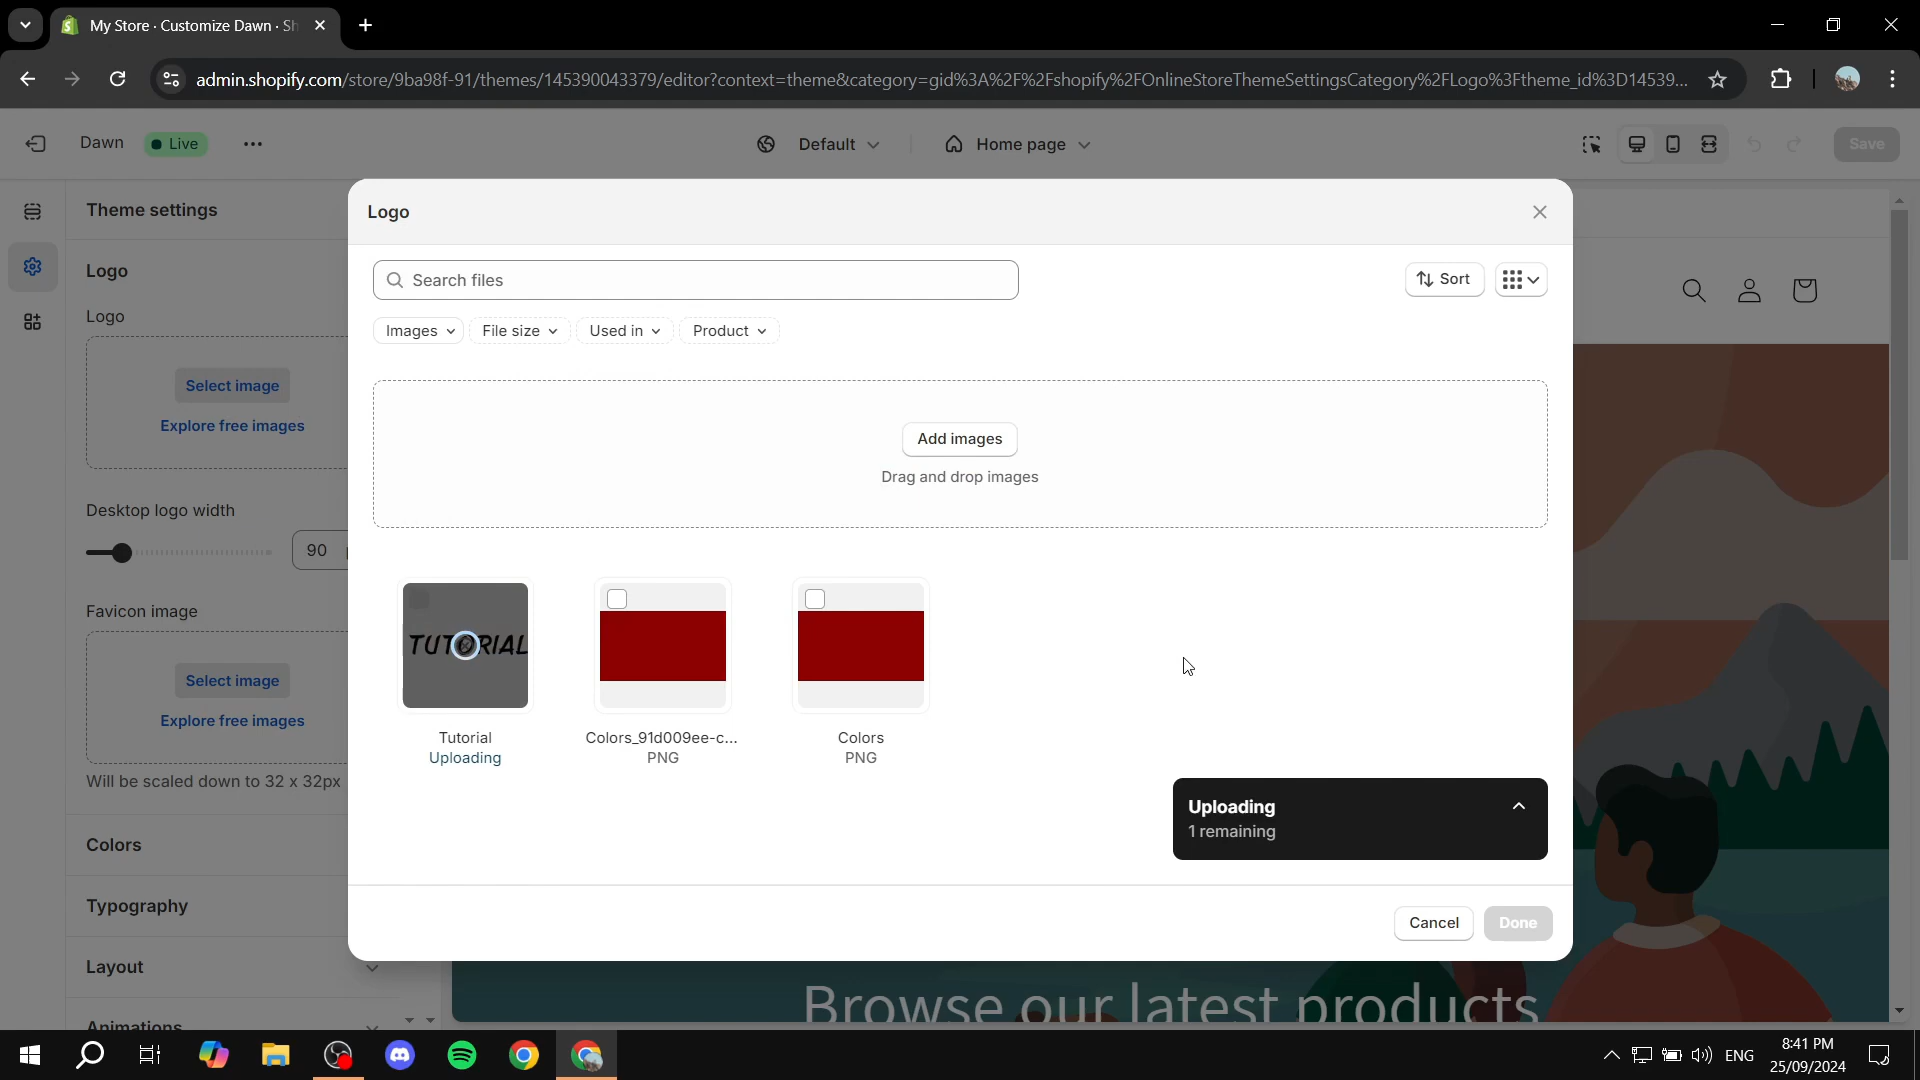 My Store · Customize Dawn · Sh
admin.shopify.com/store/9ba98f-91/themes/145390043379/editor?context=theme&category=gid%3A%2F%2Fshopify%2FOnlineStoreThemeSettingsCategory%2FLogo%3Ftheme_id%3D14539...
Dawn
Live
Default
Home page
Save
Theme settings
Logo
Logo
Select image
Explore free images
Desktop logo width
90
Favicon image
Select image
Explore free images
Will be scaled down to 32 x 32px
Colors
Typography
Layout
Animations
Logo
Search files
Sort
Images
File size
Used in
Product
Add images
Drag and drop images
TUTORIAL
Tutorial
Uploading
Colors_91d009ee-c...
PNG
Colors
PNG
Uploading
1 remaining
Cancel
Done
Browse our latest products
ENG
8:41 PM
25/09/2024